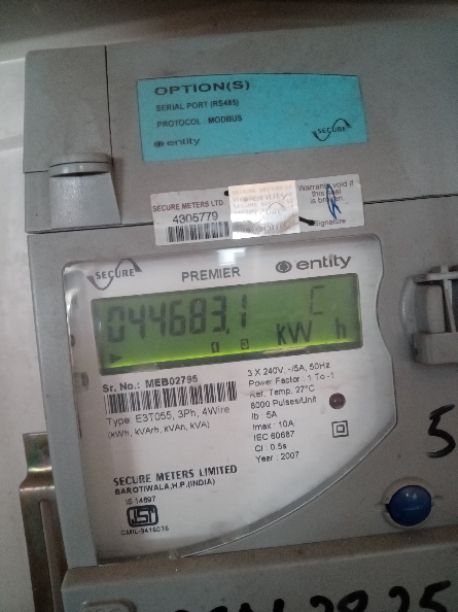 OPTION(S)
SERIAL PORT (RS485)
PROTOCOL : MODBUS
entity
SECURE
SECURE METERS LTD.
4305779
Warranty void if
this seal
is broken.
Signature
SECURE
PREMIER
entity
044683.1 C
kW h
Sr. No.: MEB02795
Type E3T055, 3Ph, 4Wire
(kWh, kVArh, kVAh, kVA)
3 X 240V, -/5A, 50Hz
Power Factor : 1 To -1
Ref. Temp. 27°C
6000 Pulses/Unit
Ib : 5A
Imax : 10A
IEC 60687
Cl : 0.5s
Year : 2007
SECURE METERS LIMITED
BAROTIWALA, H.P. (INDIA)
IS 14697
ISI
5